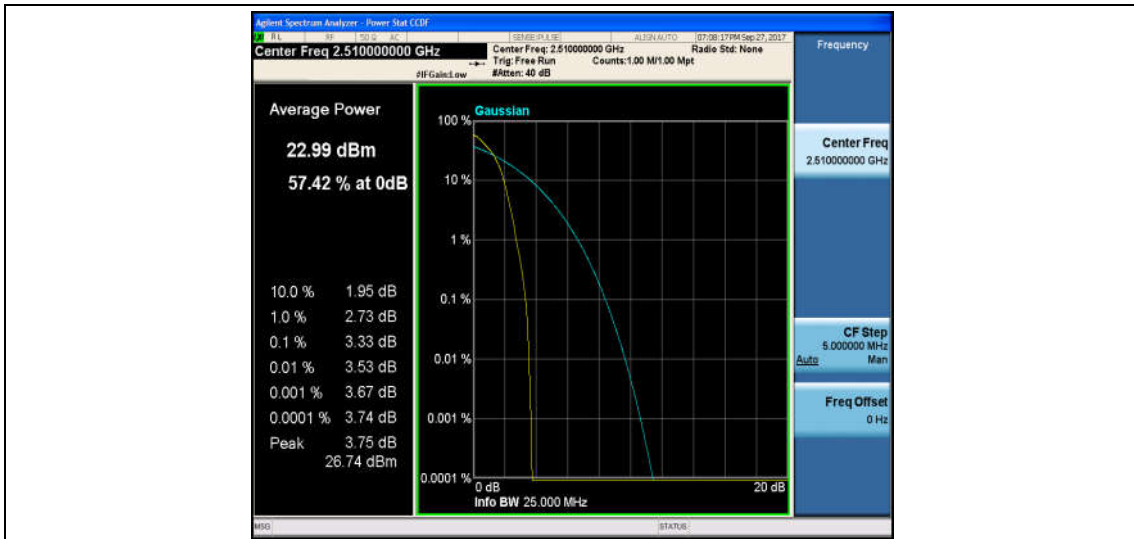 Agilent Spectrum Analyzer - Power Stat CCDF
RL RF 50 Ω AC SENSE:PULSE ALIGN AUTO 07:08:17 PM Sep 27, 2017
Center Freq 2.510000000 GHz
Center Freq: 2.510000000 GHz Radio Std: None
Trig: Free Run Counts:1.00 M/1.00 Mpt
#IFGain:Low #Atten: 40 dB
Frequency
Average Power
22.99 dBm
57.42 % at 0dB
10.0 % 1.95 dB
1.0 % 2.73 dB
0.1 % 3.33 dB
0.01 % 3.53 dB
0.001 % 3.67 dB
0.0001 % 3.74 dB
Peak 3.75 dB
26.74 dBm
Gaussian
100 %
10 %
1 %
0.1 %
0.01 %
0.001 %
0.0001 %
0 dB 20 dB
Info BW 25.000 MHz
Center Freq
2.510000000 GHz
CF Step
5.000000 MHz
Auto Man
Freq Offset
0 Hz
MSG STATUS